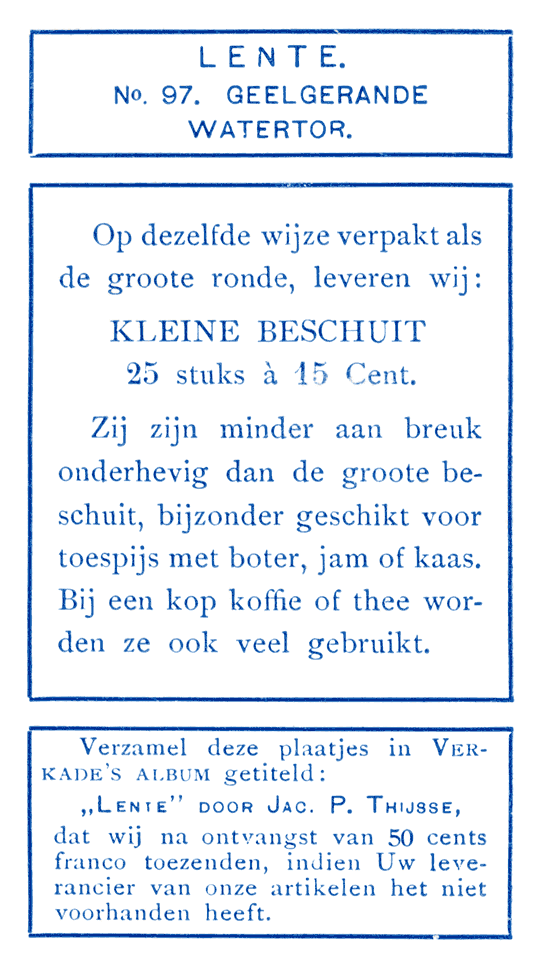 LENTE.
No. 97. GEELGERANDE
WATERTOR.
Op dezelfde wijze verpakt als
de groote ronde, leveren wij:
KLEINE BESCHUIT
25 stuks à 15 Cent.
Zij zijn minder aan breuk
onderhevig dan de groote be-
schuit, bijzonder geschikt voor
toespijs met boter, jam of kaas.
Bij een kop koffie of thee wor-
den ze ook veel gebruikt.
Verzamel deze plaatjes in VER-
KADE'S ALBUM getiteld:
„LENTE” DOOR JAC. P. THIJSSE,
dat wij na ontvangst van 50 cents
franco toezenden, indien Uw leve-
rancier van onze artikelen het niet
voorhanden heeft.